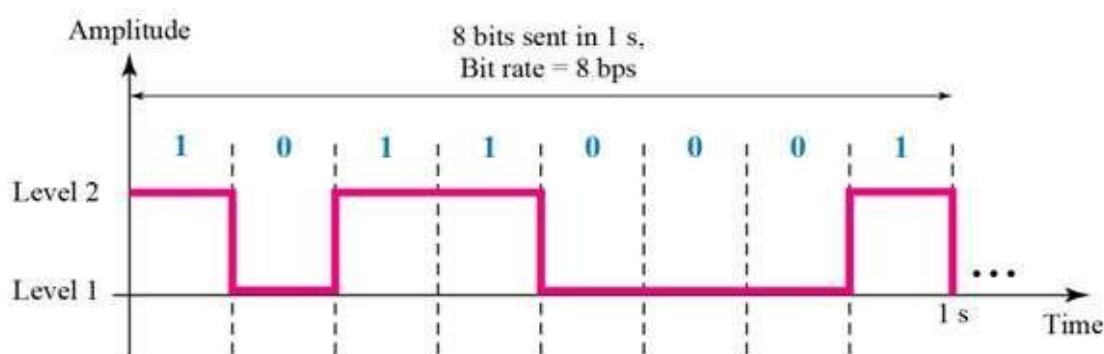 Amplitude
8 bits sent in 1 s,
Bit rate = 8 bps
1 0 1 1 0 0 0 1
Level 2
Level 1
...
1 s
Time